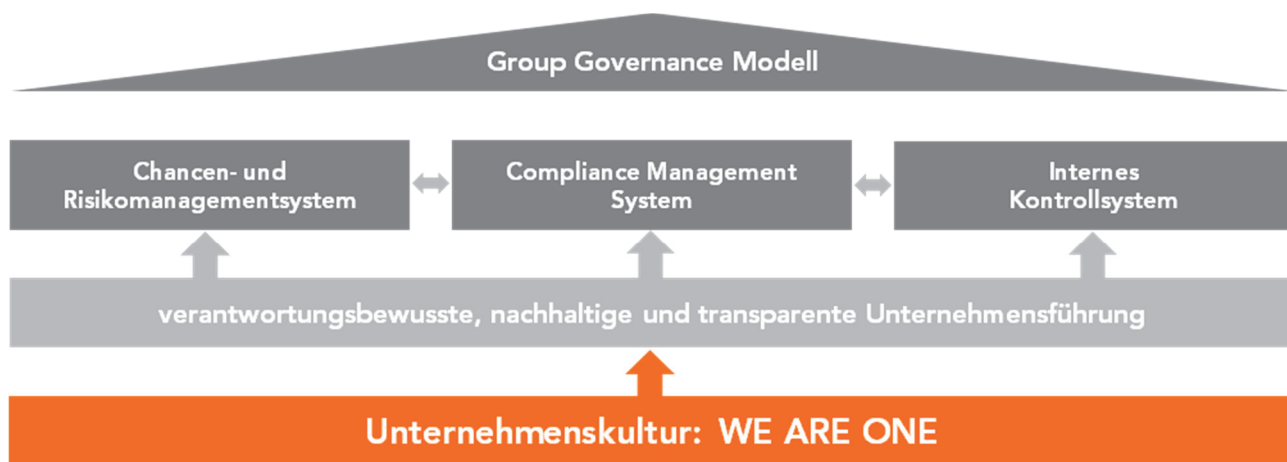 Group Governance Modell
Chancen- und
Risikomanagementsystem
Compliance Management
System
Internes
Kontrollsystem
verantwortungsbewusste, nachhaltige und transparente Unternehmensführung
Unternehmenskultur: WE ARE ONE